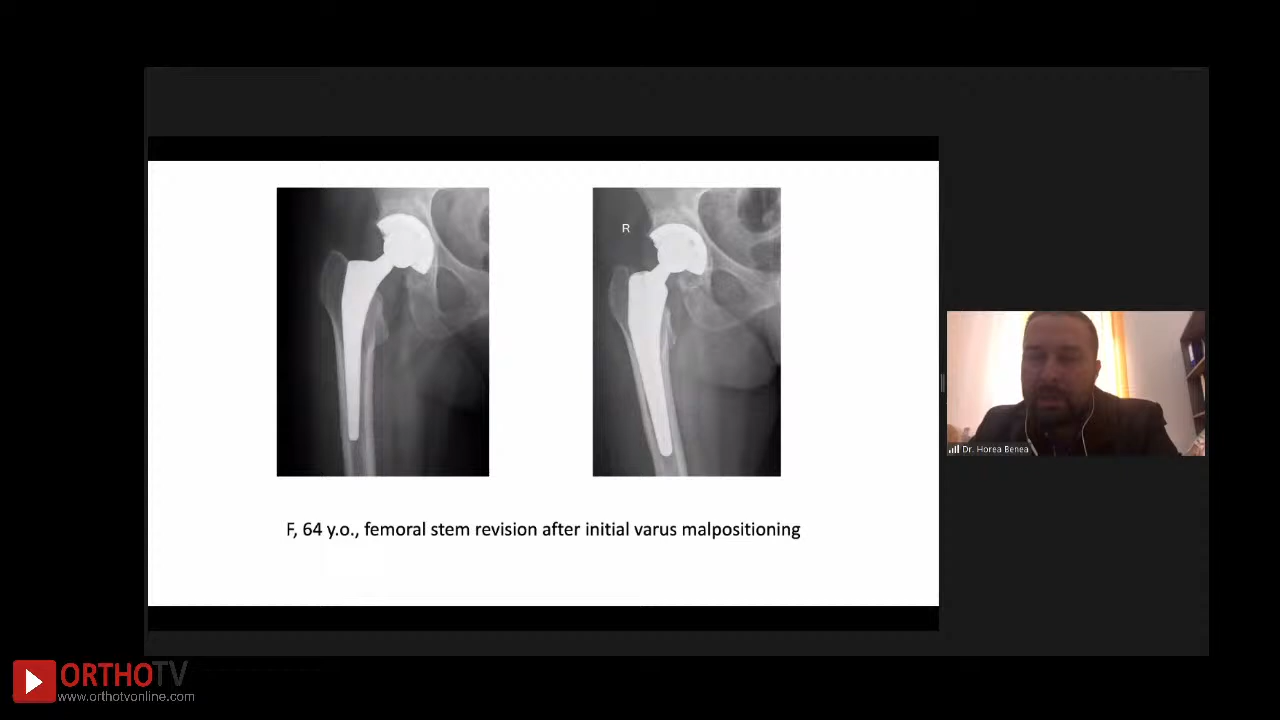 R
F, 64 y.o., femoral stem revision after initial varus malpositioning
Dr. Horea Benea
ORTHOTV
www.orthotvonline.com